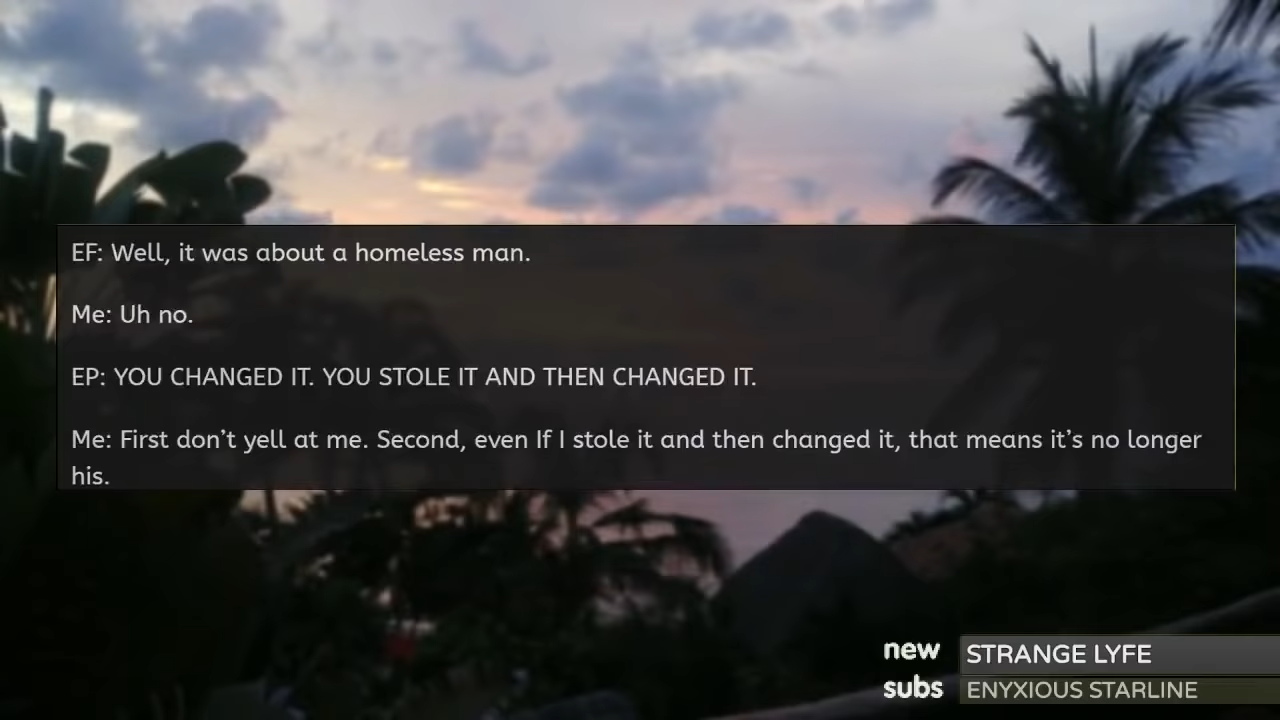 EF: Well, it was about a homeless man.
Me: Uh no.
EP: YOU CHANGED IT. YOU STOLE IT AND THEN CHANGED IT.
Me: First don’t yell at me. Second, even If I stole it and then changed it, that means it’s no longer
his.
new STRANGE LYFE
subs ENYXIOUS STARLINE